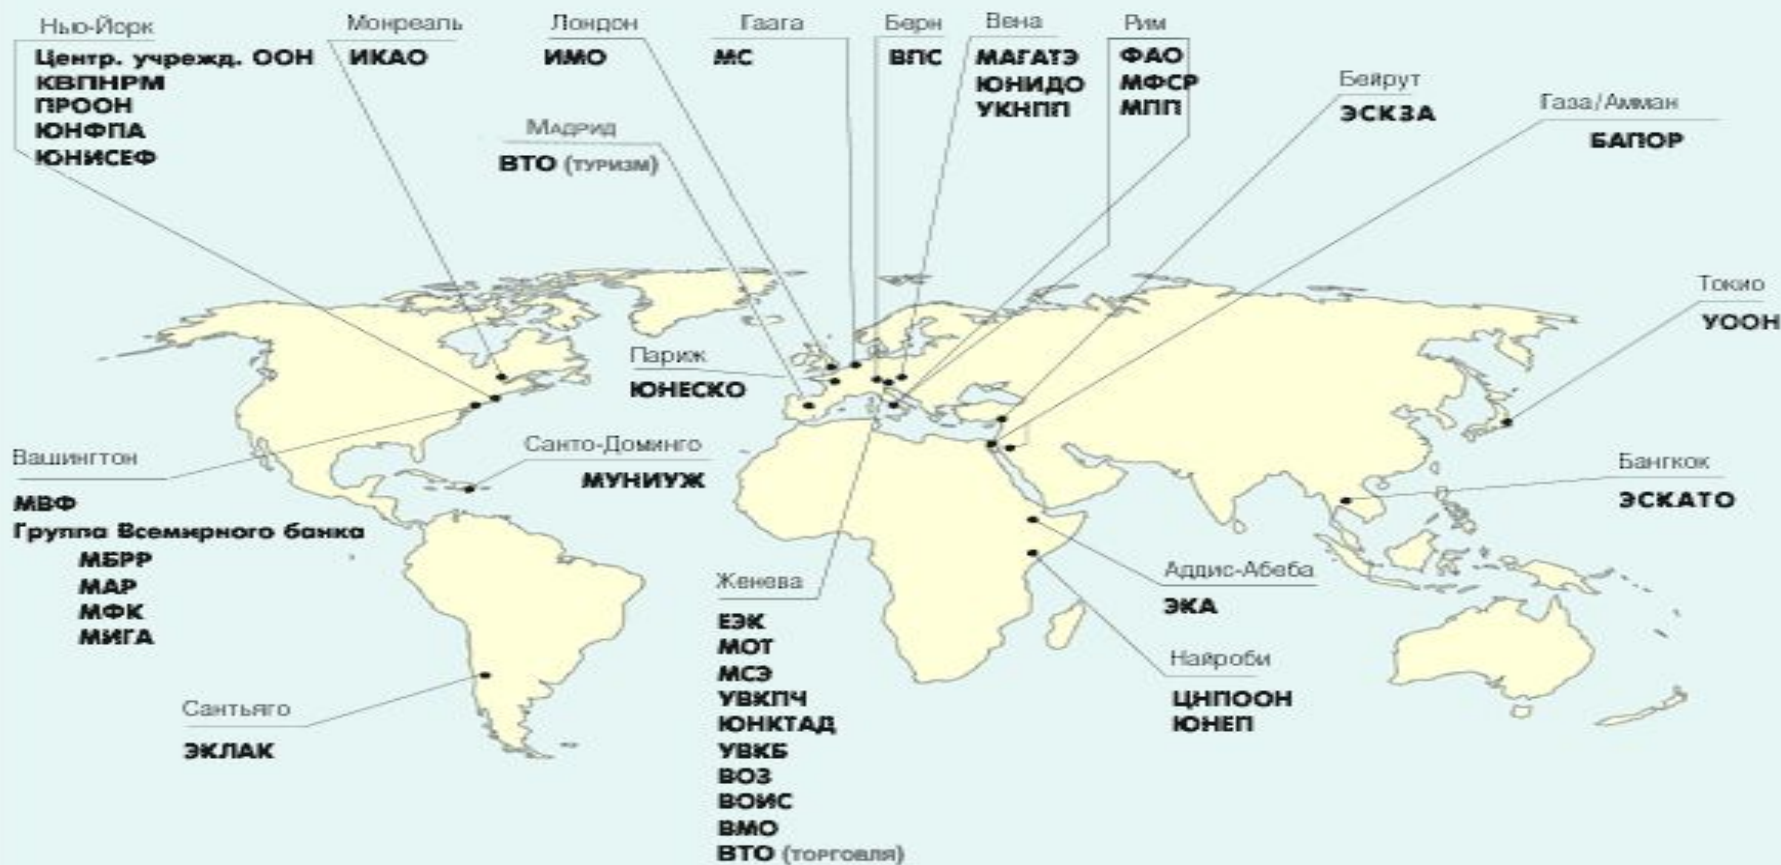 Нью-Йорк
Центр. учрежд. ООН
КВПНРМ
ПРООН
ЮНФПА
ЮНИСЕФ
Монреаль
ИКАО
Лондон
ИМО
Гаага
МС
Берн
ВПС
Вена
МАГАТЭ
ЮНИДО
УКНПП
Рим
ФАО
МФСР
МПП
Бейрут
ЭСКЗА
Газа/Амман
БАПОР
Мадрид
ВТО (туризм)
Токио
УООН
Париж
ЮНЕСКО
Вашингтон
МВФ
Группа Всемирного банка
МБРР
МАР
МФК
МИГА
Санто-Доминго
МУНИУЖ
Бангкок
ЭСКАТО
Аддис-Абеба
ЭКА
Найроби
ЦНПООН
ЮНЕП
Женева
ЕЭК
МОТ
МСЭ
УВКПЧ
ЮНКТАД
УВКБ
ВОЗ
ВОИС
ВМО
ВТО (торговля)
Сантьяго
ЭКЛАК